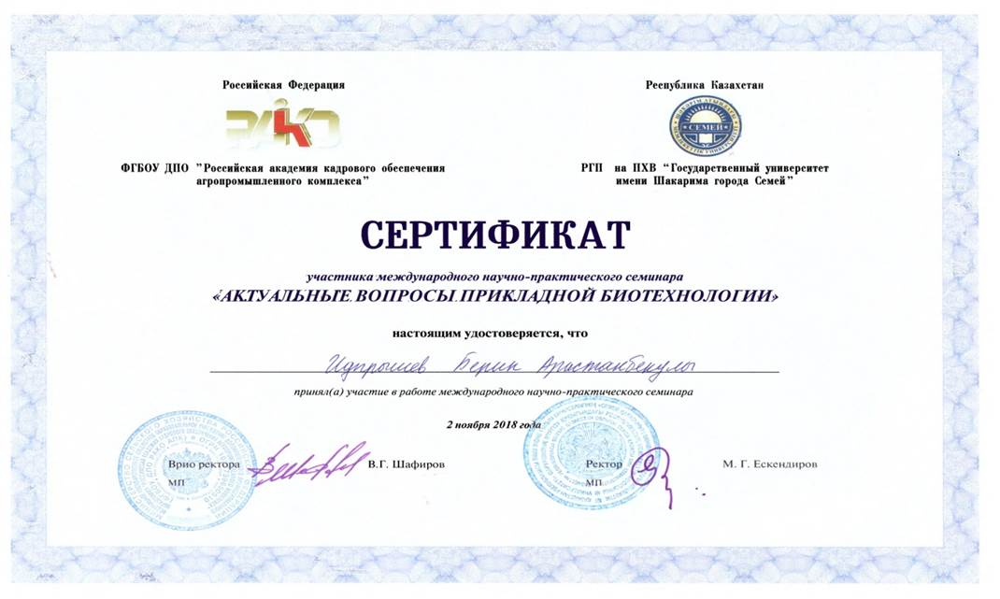 Российская Федерация
РАКО
ФГБОУ ДПО "Российская академия кадрового обеспечения
агропромышленного комплекса"
Республика Казахстан
СЕМЕЙ
РГП на ПХВ "Государственный университет
имени Шакарима города Семей"
СЕРТИФИКАТ
участника международного научно-практического семинара
«АКТУАЛЬНЫЕ ВОПРОСЫ ПРИКЛАДНОЙ БИОТЕХНОЛОГИИ»
настоящим удостоверяется, что
Берик
принял(а) участие в работе международного научно-практического семинара
2 ноября 2018 года
Врио ректора
МП
В.Г. Шафиров
Ректор
МП
М. Г. Ескендиров